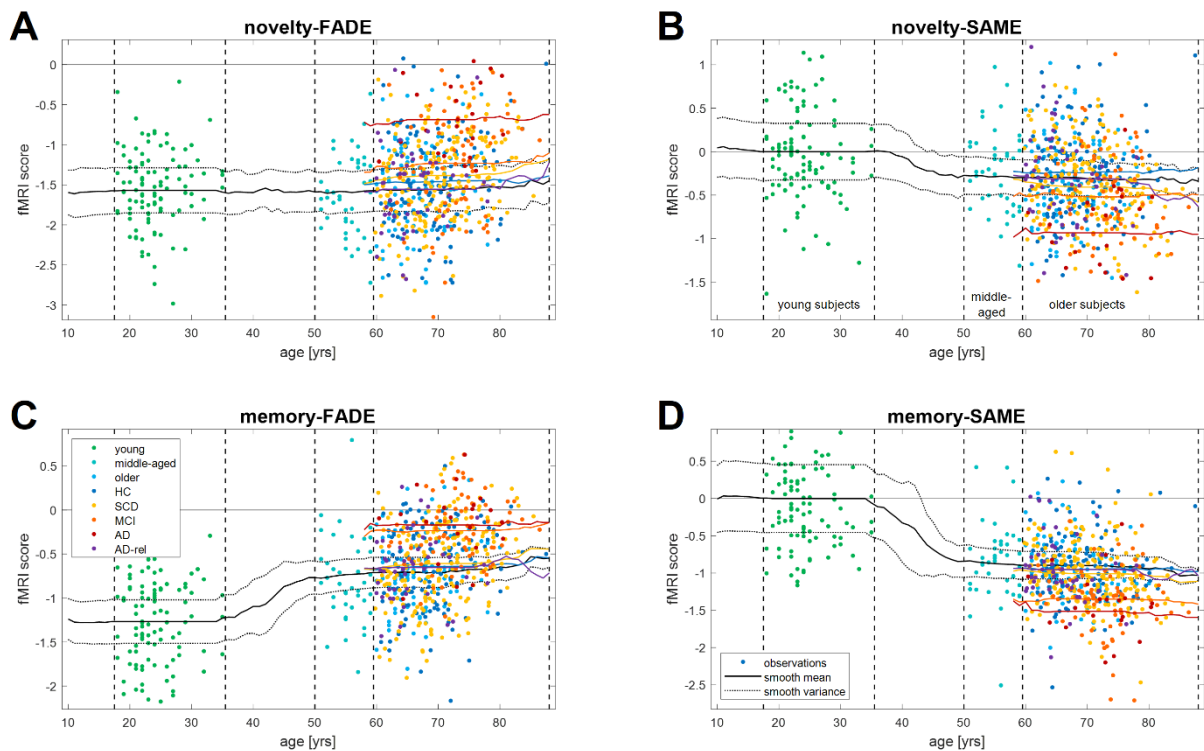 A
novelty-FADE
0
-0.5
-1
-1.5
-2
-2.5
-3
fMRI score
10 20 30 40 50 60 70 80
age [yrs]
B
novelty-SAME
1
0.5
0
-0.5
-1
-1.5
fMRI score
young subjects
middle-
aged
older subjects
10 20 30 40 50 60 70 80
age [yrs]
C
memory-FADE
0.5
0
-0.5
-1
-1.5
-2
fMRI score
young
middle-aged
older
HC
SCD
MCI
AD
AD-rel
10 20 30 40 50 60 70 80
age [yrs]
D
memory-SAME
0.5
0
-0.5
-1
-1.5
-2
-2.5
fMRI score
observations
smooth mean
smooth variance
10 20 30 40 50 60 70 80
age [yrs]